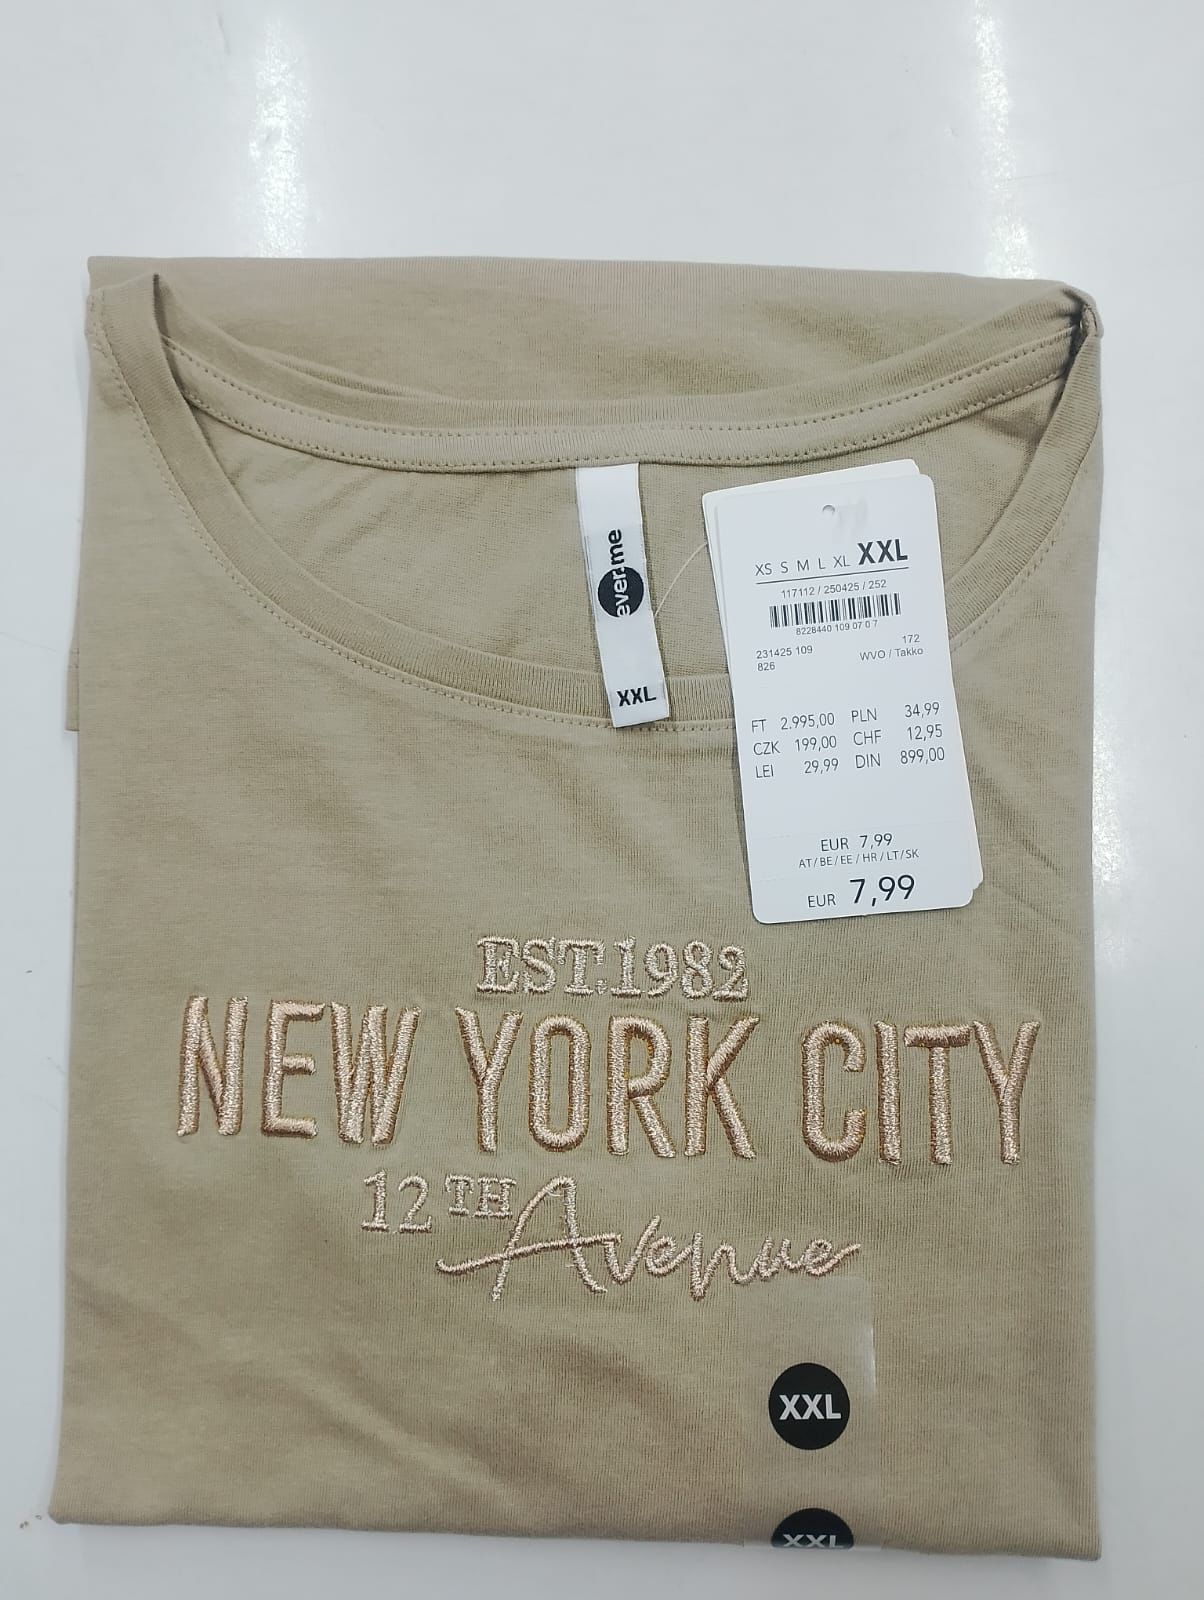 ever.me
XXL
XS S M L XL XXL
117112 / 250425 / 252
8228440 109 07 0 7
231425 109 172
826 WVO / Takko
FT 2.995,00 PLN 34,99
CZK 199,00 CHF 12,95
LEI 29,99 DIN 899,00
EUR 7,99
AT/BE/EE/HR/LT/SK
EUR 7,99
EST.1982
NEW YORK CITY
12TH Avenue
XXL
XXL